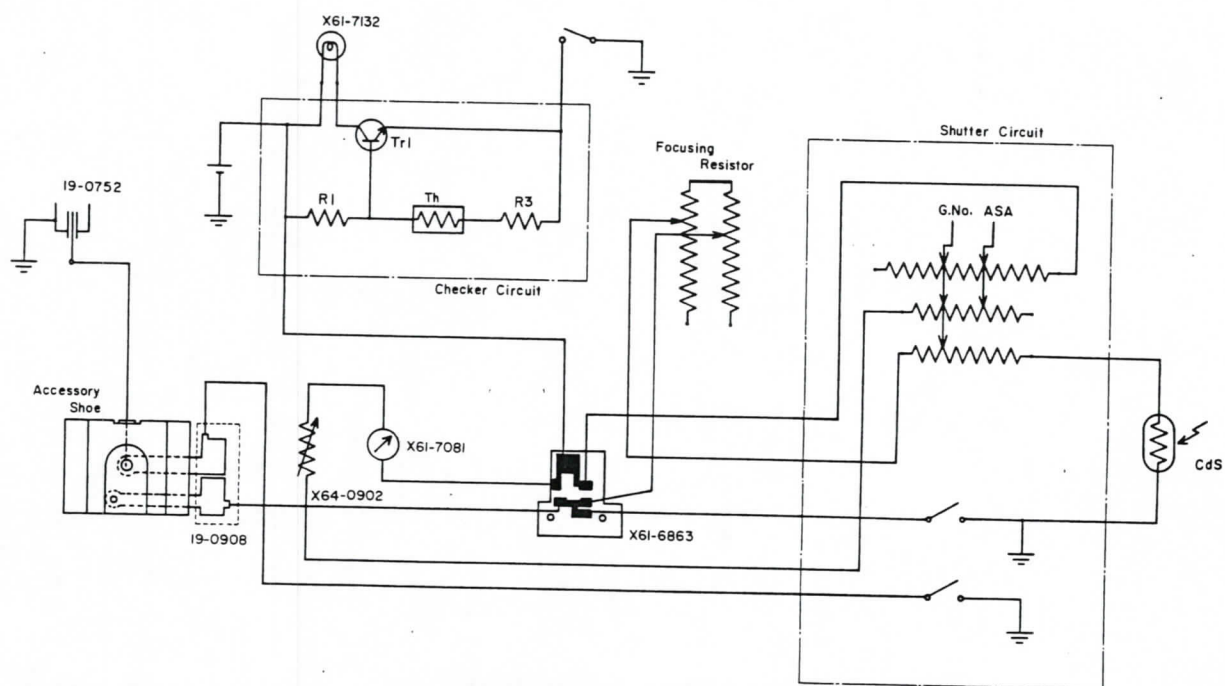 X61-7132
Tr1
R1
Th
R3
Checker Circuit
19-0752
Focusing
Resistor
Shutter Circuit
G.No. ASA
Accessory
Shoe
19-0908
X64-0902
X61-7081
X61-6863
CdS